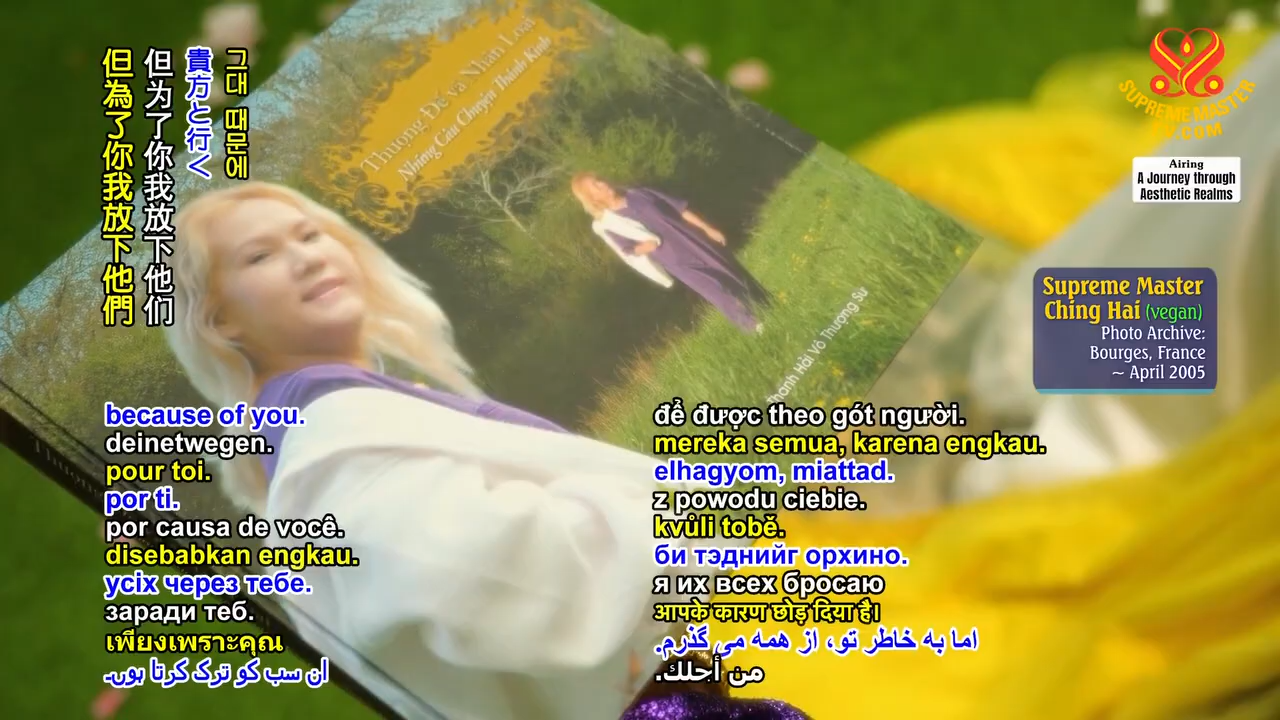 그대 때문에
貴方と行く
但为了你我放下他们
但為了你我放下他們
Thượng Đế và Nhân Loại
Những Câu Chuyện Thánh Kinh
Thanh Hải Vô Thượng Sư
SUPREME MASTER
TV.COM
Airing
A Journey through
Aesthetic Realms
Supreme Master
Ching Hai (vegan)
Photo Archive:
Bourges, France
~ April 2005
because of you.
deinetwegen.
pour toi.
por ti.
por causa de você.
disebabkan engkau.
усіх через тебе.
заради теб.
เพียงเพราะคุณ
ان سب کو ترک کرتا ہوں۔
để được theo gót người.
mereka semua, karena engkau.
elhagyom, miattad.
z powodu ciebie.
kvůli tobě.
би тэднийг орхино.
я их всех бросаю
आपके कारण छोड़ दिया है।
اما به خاطر تو، از همه می گذرم.
من أجلك.